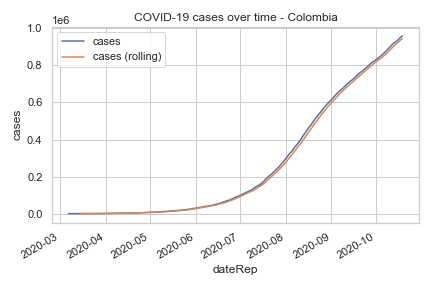 COVID-19 cases over time - Colombia
1e6
cases
cases (rolling)
1.0
0.8
0.6
0.4
0.2
0.0
cases
2020-03
2020-04
2020-05
2020-06
2020-07
2020-08
2020-09
2020-10
dateRep